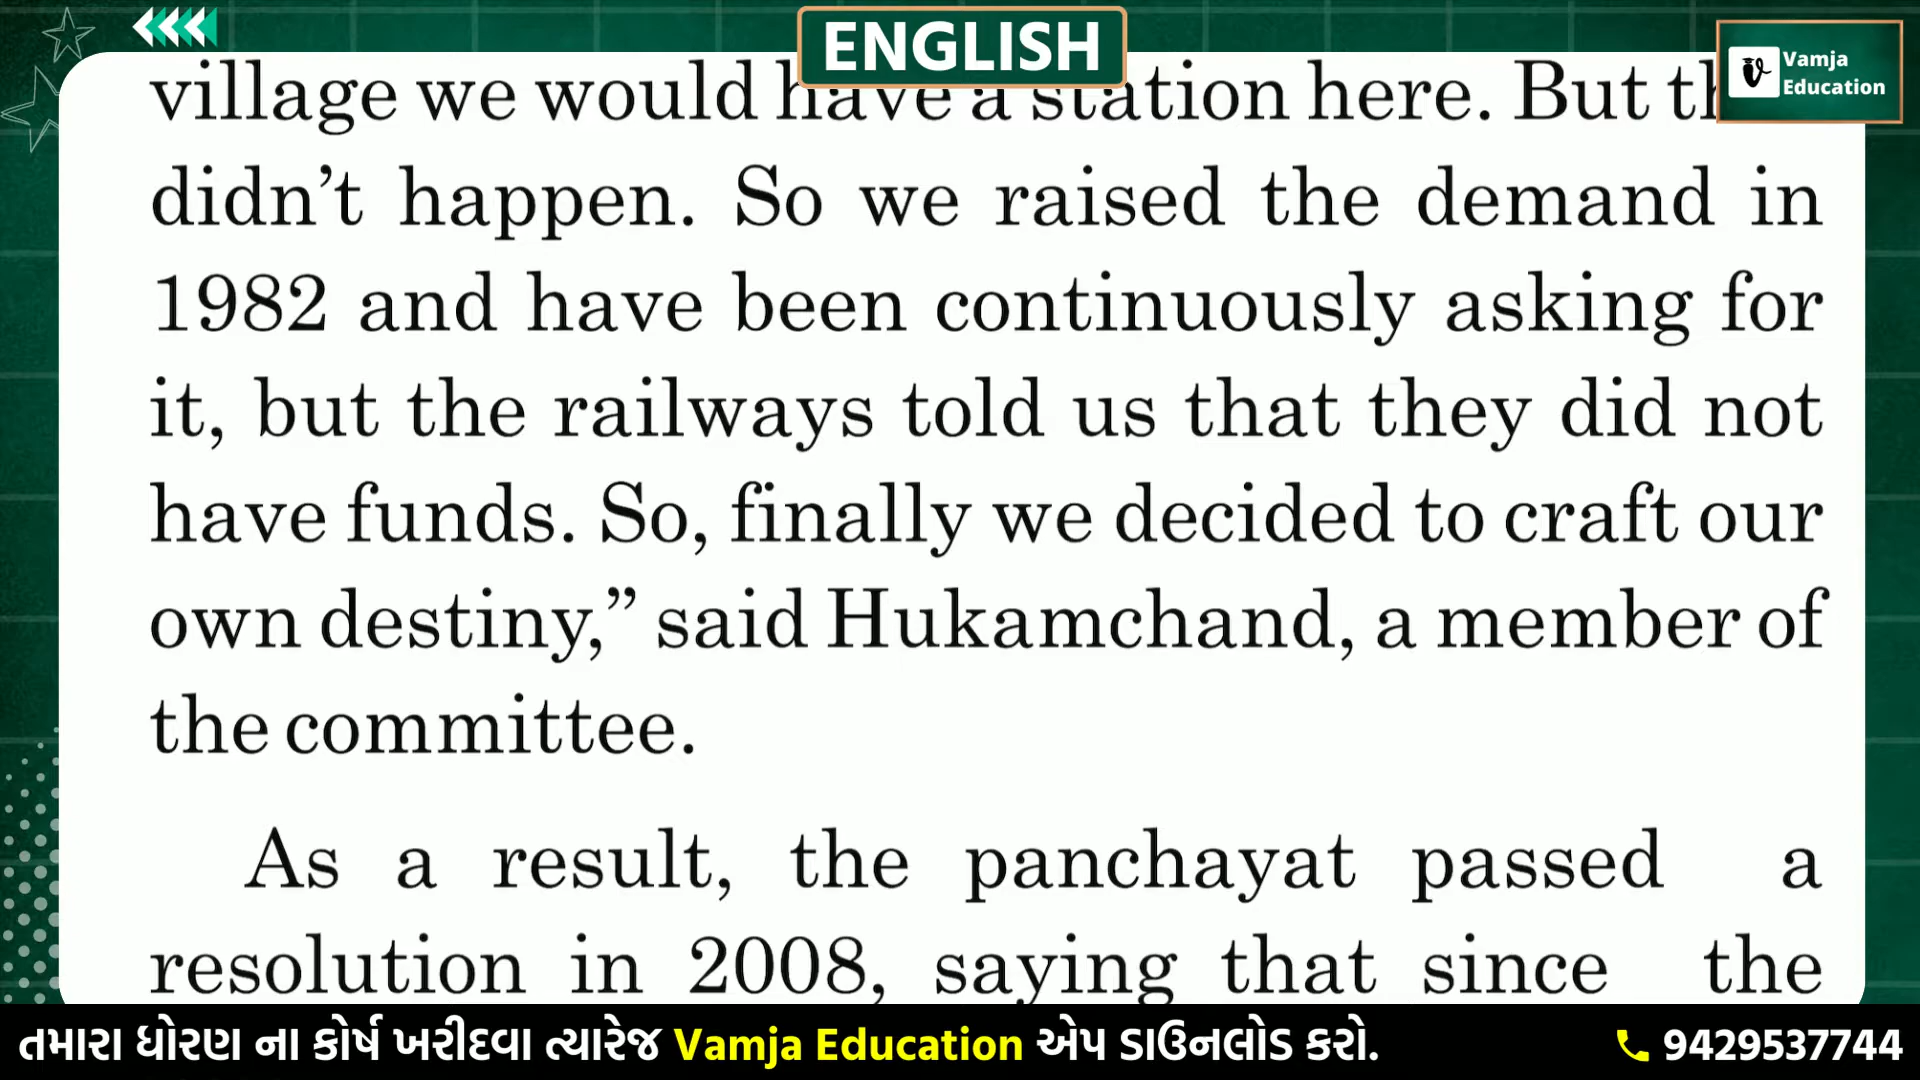 ENGLISH
Vamja
Education
village we would have a station here. But
didn’t happen. So we raised the demand in
1982 and have been continuously asking for
it, but the railways told us that they did not
have funds. So, finally we decided to craft our
own destiny,” said Hukamchand, a member of
the committee.
As a result, the panchayat passed a
resolution in 2008, saying that since the
તમારા ધોરણ ના કોર્ષ ખરીદવા ત્યારેજ Vamja Education એપ ડાઉનલોડ કરો.
9429537744